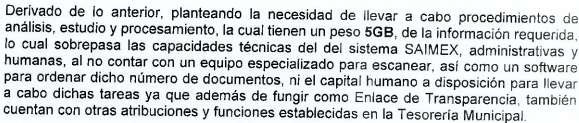 Derivado de lo anterior, planteando la necesidad de llevar a cabo procedimientos de
análisis, estudio y procesamiento, la cual tienen un peso 5GB, de la información requerida,
lo cual sobrepasa las capacidades técnicas del del sistema SAIMEX, administrativas y
humanas, al no contar con un equipo especializado para escanear, así como un software
para ordenar dicho número de documentos, ni el capital humano a disposición para llevar
a cabo dichas tareas ya que además de fungir como Enlace de Transparencia, también
cuentan con otras atribuciones y funciones establecidas en la Tesorería Municipal.